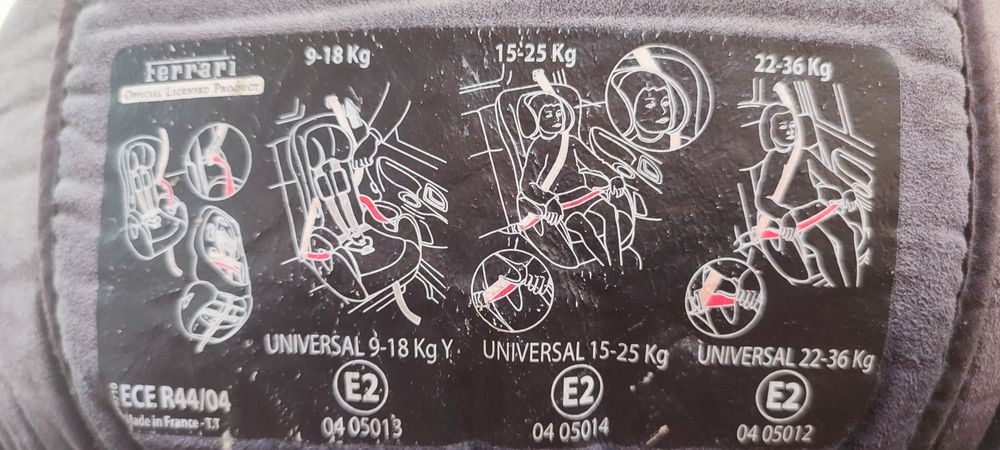 Ferrari
OFFICIAL LICENSED PRODUCT
9-18 Kg
15-25 Kg
22-36 Kg
UNIVERSAL 9-18 Kg Y
UNIVERSAL 15-25 Kg
UNIVERSAL 22-36 Kg
ECE R44/04
Made in France - T.T
E2
04 05013
E2
04 05014
E2
04 05012